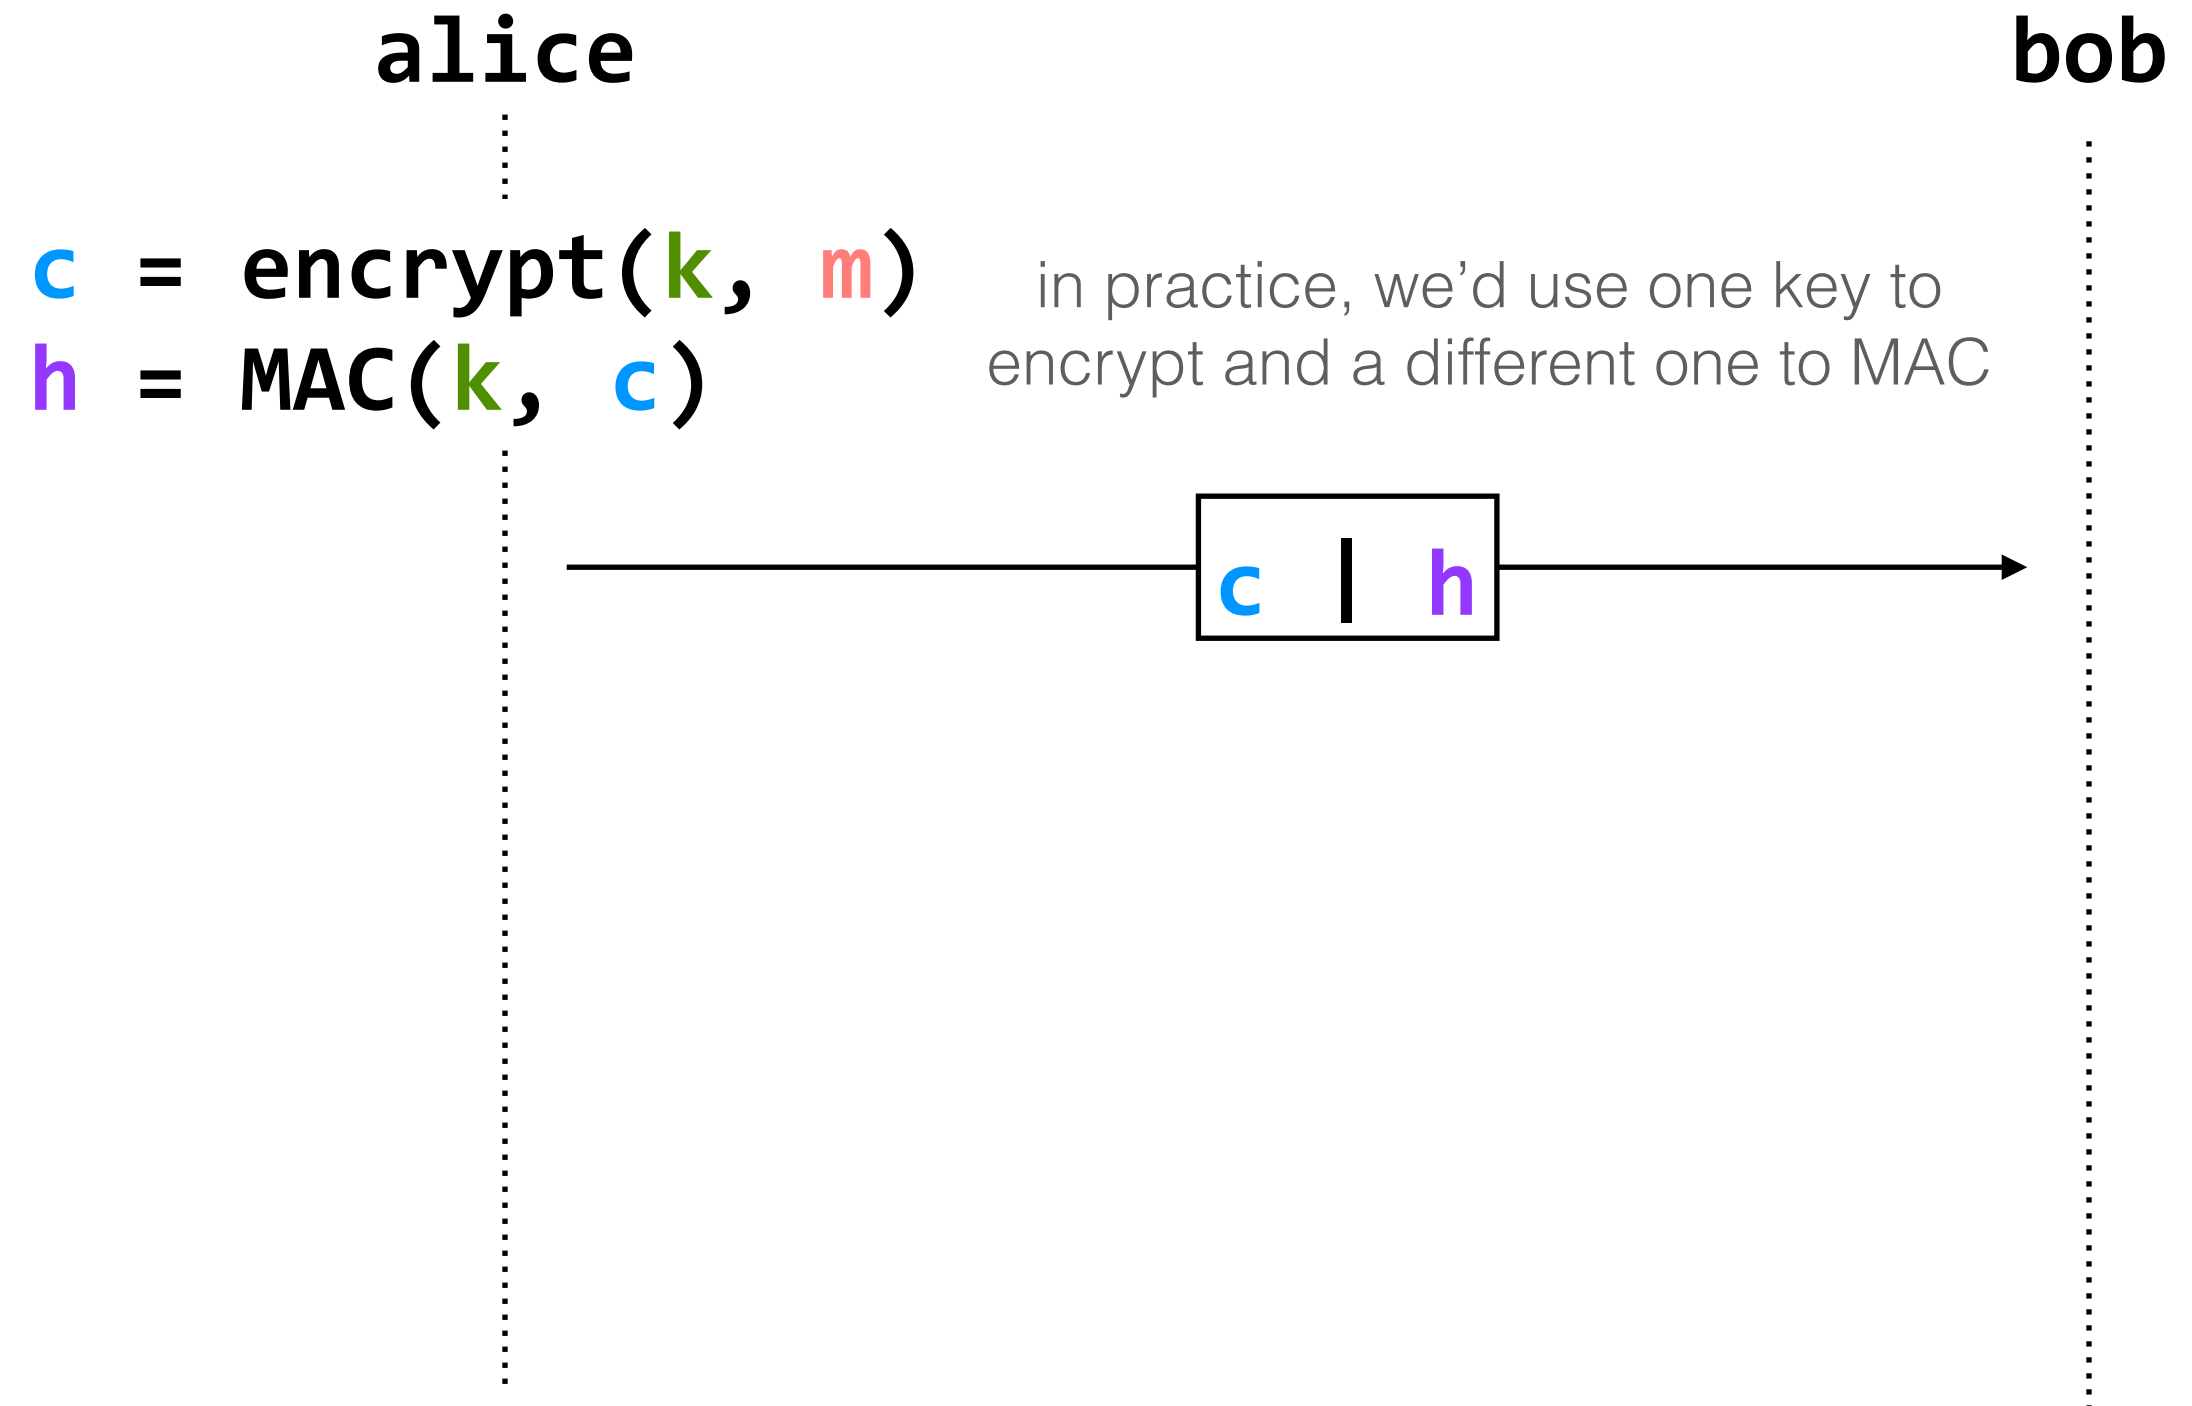 alice
bob
c = encrypt(k, m)
h = MAC(k, c)
in practice, we’d use one key to
encrypt and a different one to MAC
c | h